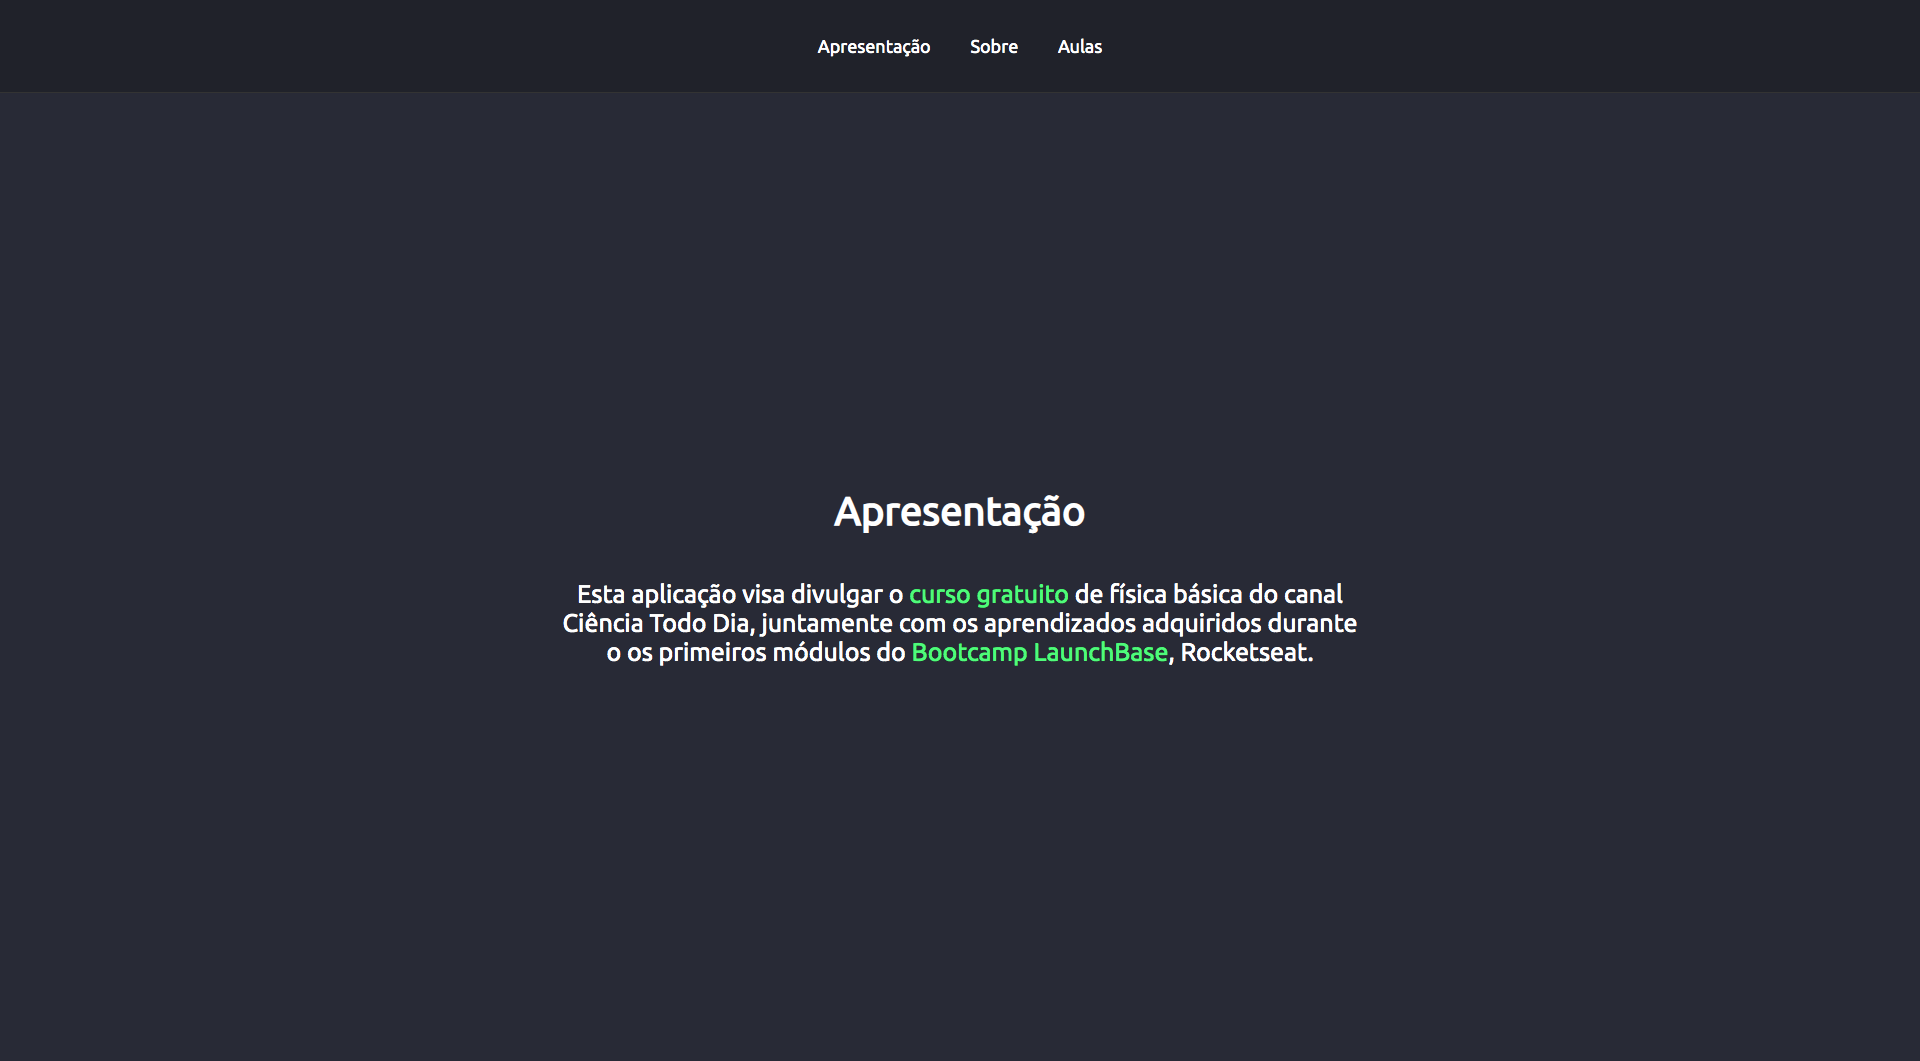 Apresentação Sobre Aulas
Apresentação
Esta aplicação visa divulgar o curso gratuito de física básica do canal
Ciência Todo Dia, juntamente com os aprendizados adquiridos durante
o os primeiros módulos do Bootcamp LaunchBase, Rocketseat.